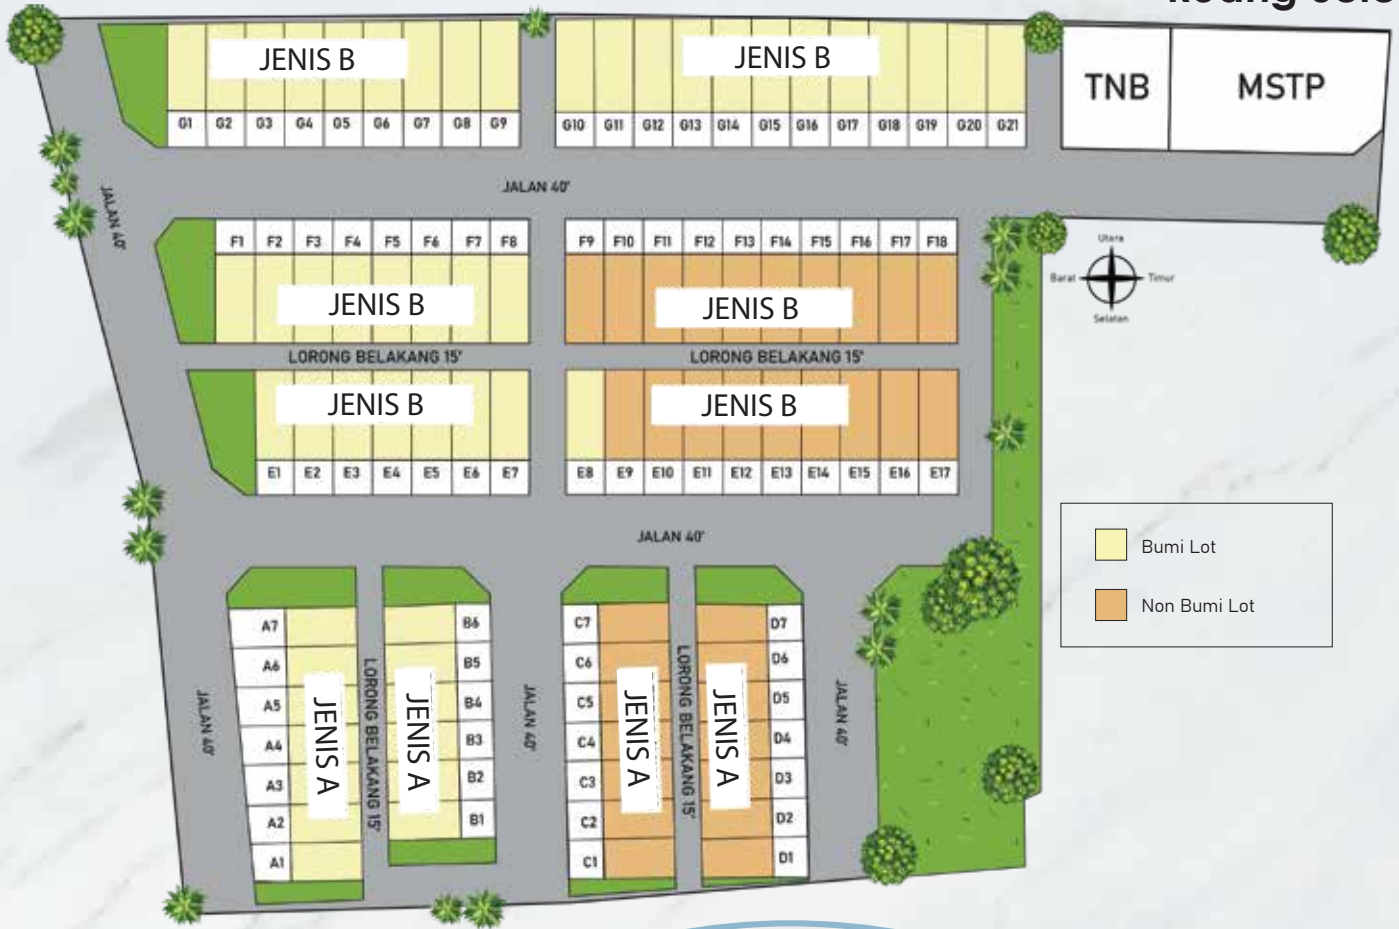 JENIS B
JENIS B
TNB
MSTP
G1 G2 G3 G4 G5 G6 G7 G8 G9
G10 G11 G12 G13 G14 G15 G16 G17 G18 G19 G20 G21
JALAN 40'
JALAN 40'
F1 F2 F3 F4 F5 F6 F7 F8
F9 F10 F11 F12 F13 F14 F15 F16 F17 F18
Utara
Barat
Timur
Selatan
JENIS B
JENIS B
LORONG BELAKANG 15'
LORONG BELAKANG 15'
JENIS B
JENIS B
E1 E2 E3 E4 E5 E6 E7
E8 E9 E10 E11 E12 E13 E14 E15 E16 E17
JALAN 40'
Bumi Lot
Non Bumi Lot
A7
A6
A5
A4
A3
A2
A1
JENIS A
LORONG BELAKANG 15'
JENIS A
B6
B5
B4
B3
B2
B1
C7
C6
C5
C4
C3
C2
C1
JENIS A
LORONG BELAKANG 15'
JENIS A
D7
D6
D5
D4
D3
D2
D1
JALAN 40'
JALAN 40'
JALAN 40'